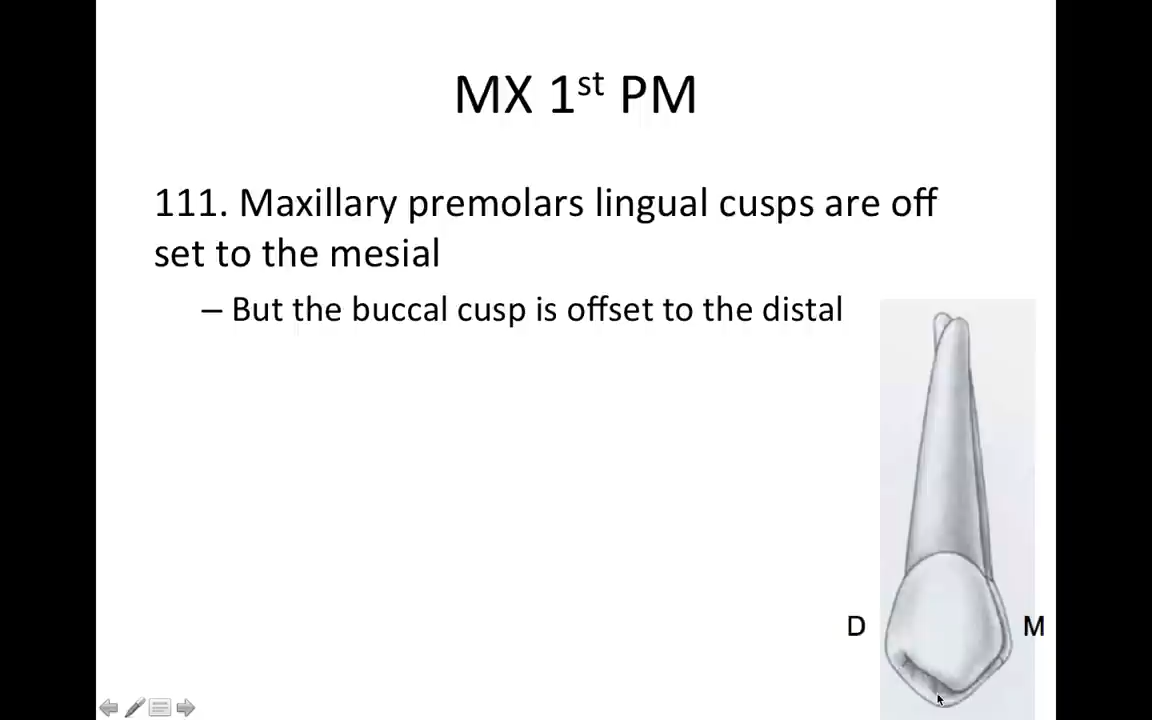 MX 1st PM
111. Maxillary premolars lingual cusps are off
set to the mesial
– But the buccal cusp is offset to the distal
D M